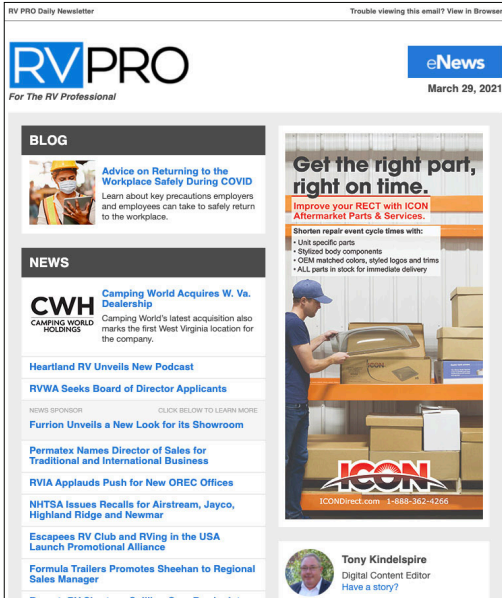 RV PRO Daily Newsletter
Trouble viewing this email? View in Browser
RVPRO
For The RV Professional
eNews
March 29, 2021
BLOG
Advice on Returning to the
Workplace Safely During COVID
Learn about key precautions employers
and employees can take to safely return
to the workplace.
NEWS
CWH
CAMPING WORLD
HOLDINGS
Camping World Acquires W. Va.
Dealership
Camping World's latest acquisition also
marks the first West Virginia location for
the company.
Heartland RV Unveils New Podcast
RVWA Seeks Board of Director Applicants
NEWS SPONSOR
CLICK BELOW TO LEARN MORE
Furrion Unveils a New Look for its Showroom
Permatex Names Director of Sales for
Traditional and International Business
RVIA Applauds Push for New OREC Offices
NHTSA Issues Recalls for Airstream, Jayco,
Highland Ridge and Newmar
Escapees RV Club and RVing in the USA
Launch Promotional Alliance
Formula Trailers Promotes Sheehan to Regional
Sales Manager
Get the right part,
right on time.
Improve your RECT with ICON
Aftermarket Parts & Services.
Shorten repair event cycle times with:
• Unit specific parts
• Stylized body components
• OEM matched colors, styled logos and trims
• ALL parts in stock for immediate delivery
ICON
ICONDirect.com 1-888-362-4266
Tony Kindelspire
Digital Content Editor
Have a story?